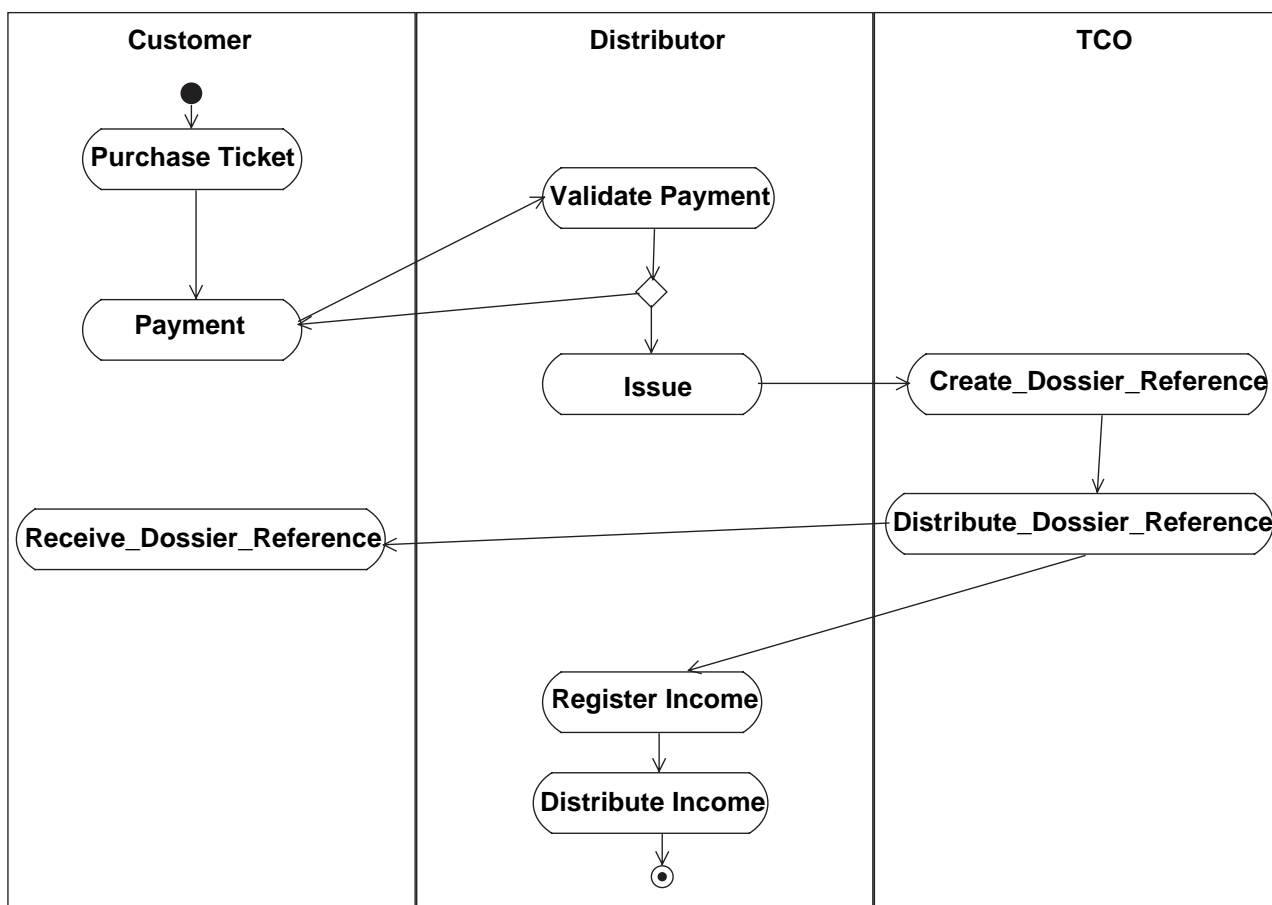 Customer
Distributor
TCO
Purchase Ticket
Validate Payment
Payment
Issue
Create_Dossier_Reference
Receive_Dossier_Reference
Distribute_Dossier_Reference
Register Income
Distribute Income